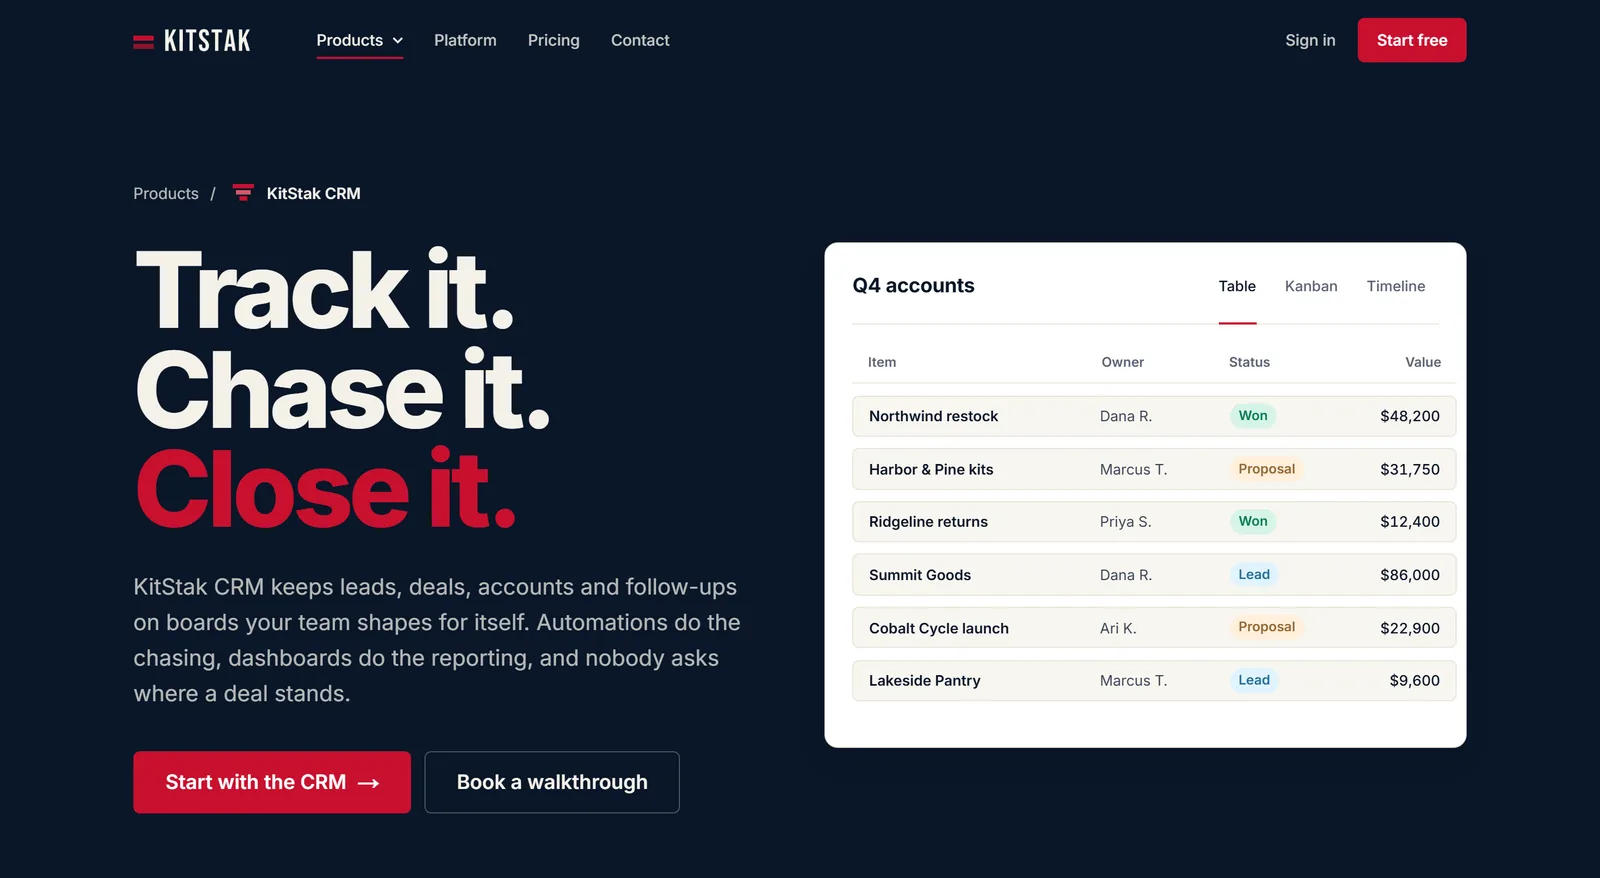 KITSTAK
Products
Platform
Pricing
Contact
Sign in
Start free
Products / KitStak CRM
Track it.
Chase it.
Close it.
KitStak CRM keeps leads, deals, accounts and follow-ups
on boards your team shapes for itself. Automations do the
chasing, dashboards do the reporting, and nobody asks
where a deal stands.
Start with the CRM →
Book a walkthrough
Q4 accounts
Table Kanban Timeline
Item Owner Status Value
Northwind restock Dana R. Won $48,200
Harbor & Pine kits Marcus T. Proposal $31,750
Ridgeline returns Priya S. Won $12,400
Summit Goods Dana R. Lead $86,000
Cobalt Cycle launch Ari K. Proposal $22,900
Lakeside Pantry Marcus T. Lead $9,600